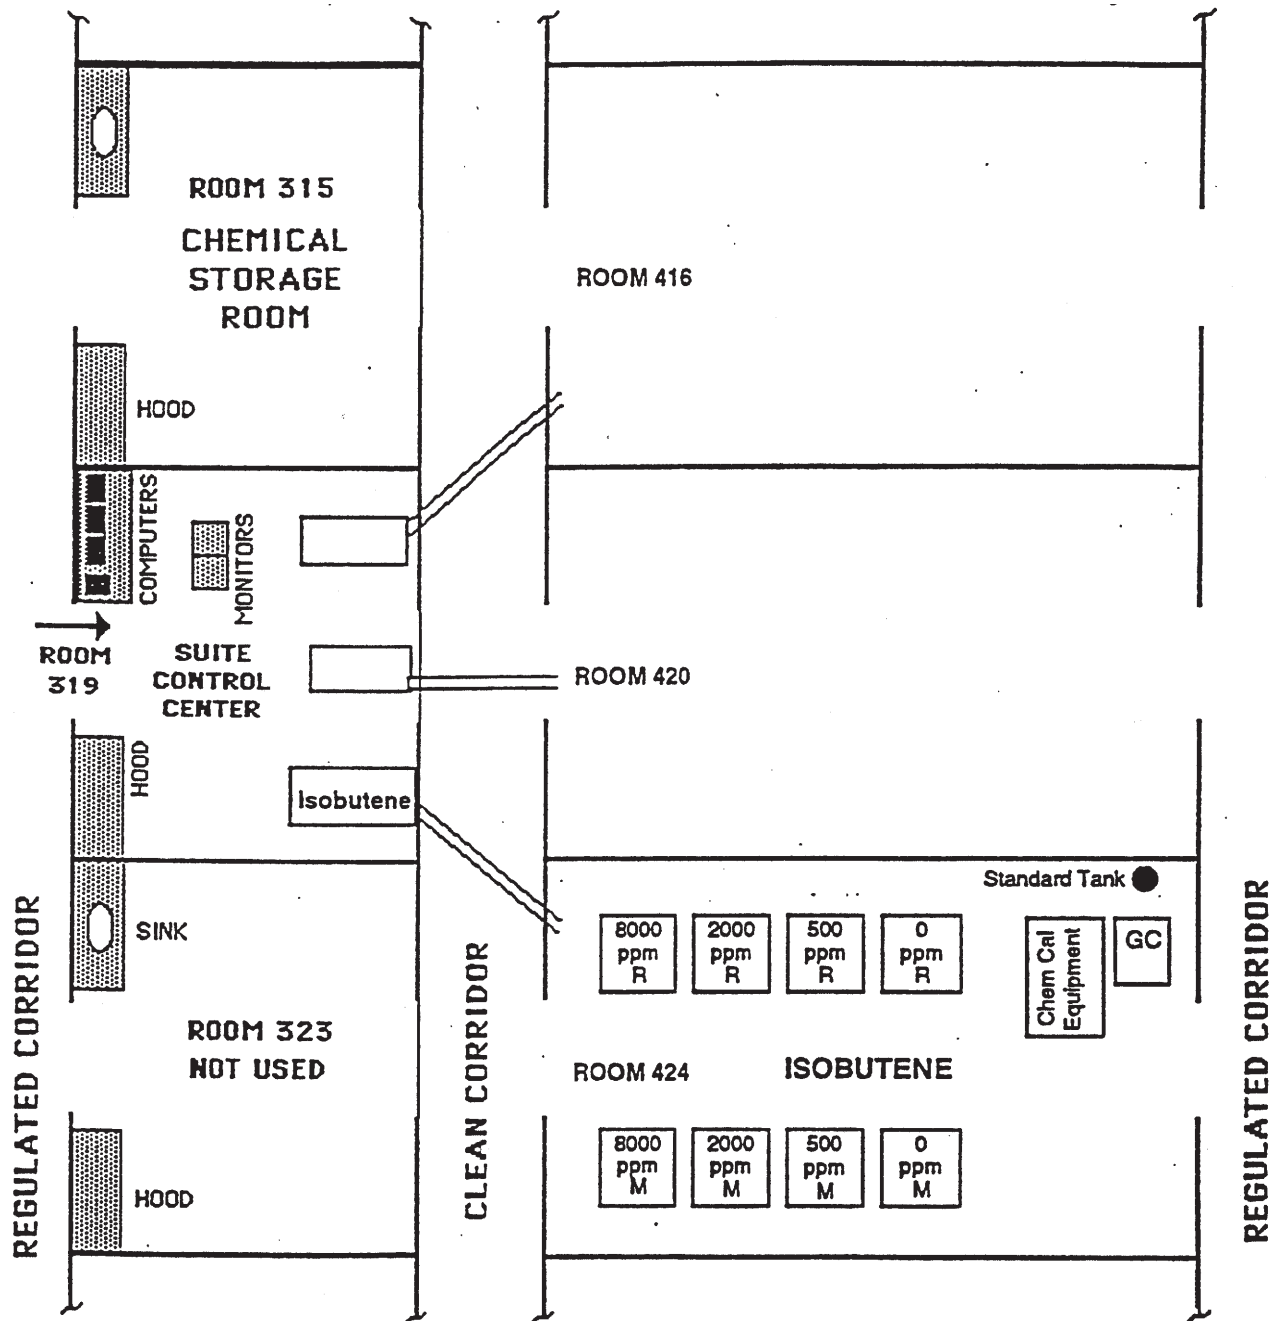 ROOM 315
CHEMICAL
STORAGE
ROOM
HOOD
ROOM 416
COMPUTERS
MONITORS
ROOM
319
SUITE
CONTROL
CENTER
ROOM 420
HOOD
Isobutene
SINK
ROOM 323
NOT USED
HOOD
REGULATED CORRIDOR
CLEAN CORRIDOR
Standard Tank
8000
ppm
R
2000
ppm
R
500
ppm
R
0
ppm
R
Chem Cal
Equipment
GC
ROOM 424
ISOBUTENE
8000
ppm
M
2000
ppm
M
500
ppm
M
0
ppm
M
REGULATED CORRIDOR